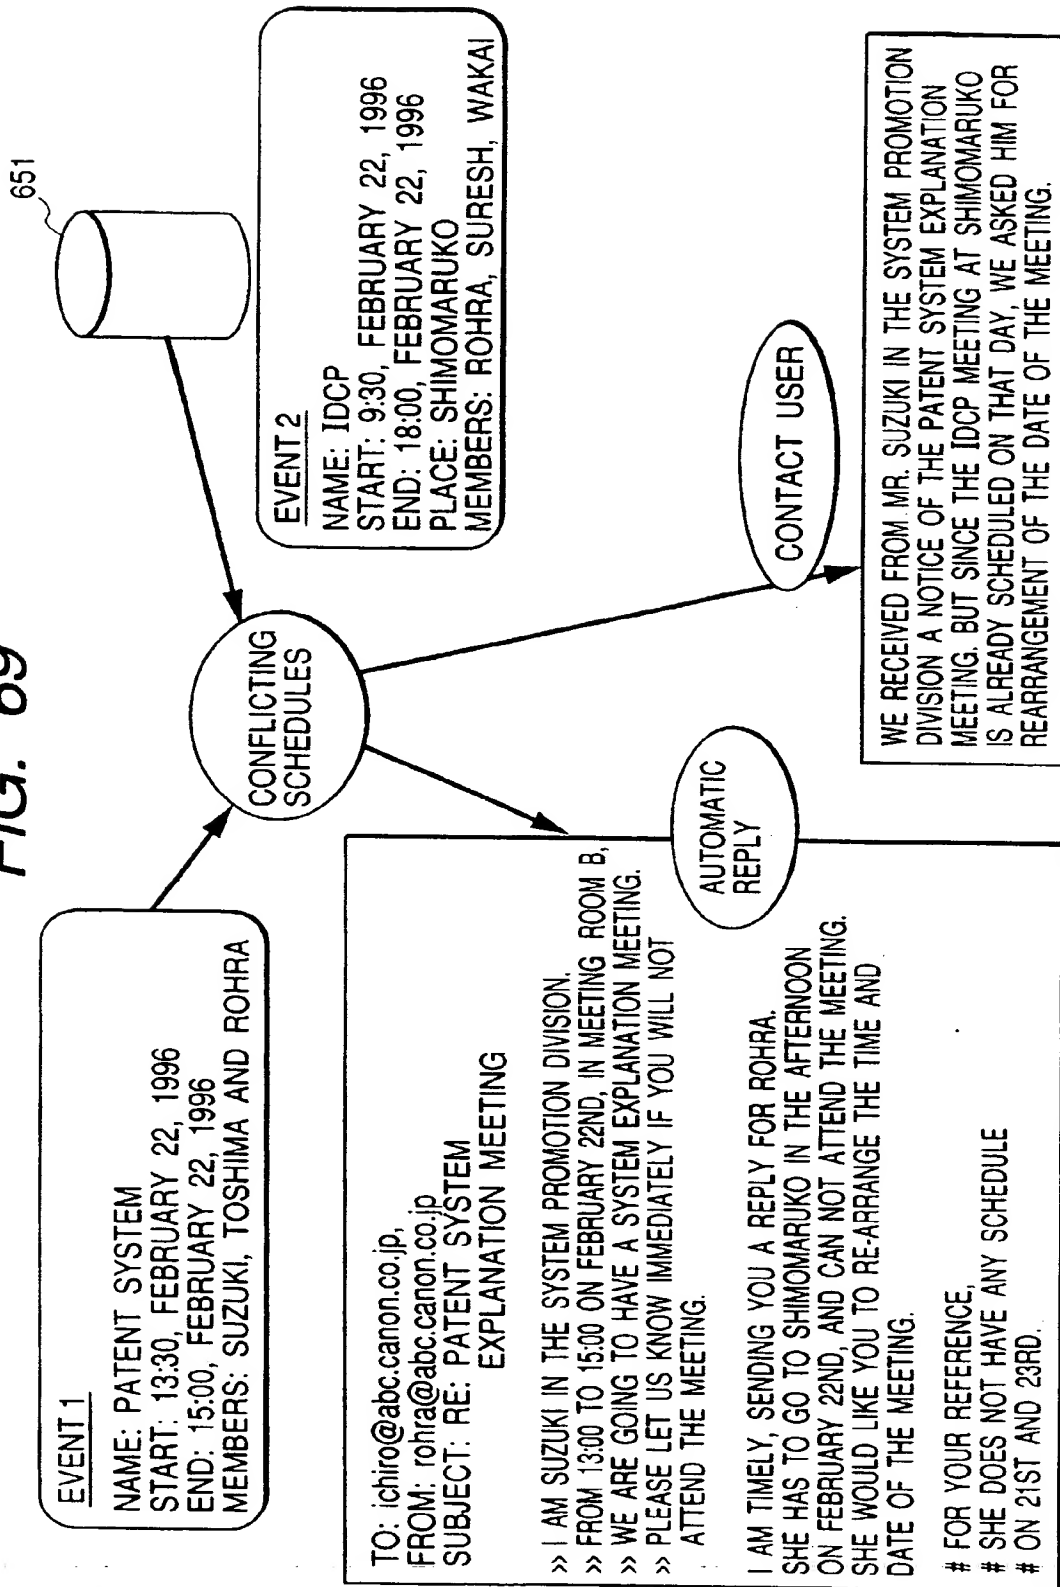 FIG. 69
651
EVENT 1
NAME: PATENT SYSTEM
START: 13:30, FEBRUARY 22, 1996
END: 15:00, FEBRUARY 22, 1996
MEMBERS: SUZUKI, TOSHIMA AND ROHRA
CONFLICTING
SCHEDULES
EVENT 2
NAME: IDCP
START: 9:30, FEBRUARY 22, 1996
END: 18:00, FEBRUARY 22, 1996
PLACE: SHIMOMARUKO
MEMBERS: ROHRA, SURESH, WAKAI
TO: ichiro@abc.canon.co.jp,
FROM: rohra@abc.canon.co.jp
SUBJECT: RE: PATENT SYSTEM
EXPLANATION MEETING
>> I AM SUZUKI IN THE SYSTEM PROMOTION DIVISION.
>> FROM 13:00 TO 15:00 ON FEBRUARY 22ND, IN MEETING ROOM B,
>> WE ARE GOING TO HAVE A SYSTEM EXPLANATION MEETING.
>> PLEASE LET US KNOW IMMEDIATELY IF YOU WILL NOT
ATTEND THE MEETING.
I AM TIMELY, SENDING YOU A REPLY FOR ROHRA.
SHE HAS TO GO TO SHIMOMARUKO IN THE AFTERNOON
ON FEBRUARY 22ND, AND CAN NOT ATTEND THE MEETING.
SHE WOULD LIKE YOU TO RE-ARRANGE THE TIME AND
DATE OF THE MEETING.
# FOR YOUR REFERENCE,
# SHE DOES NOT HAVE ANY SCHEDULE
# ON 21ST AND 23RD.
AUTOMATIC
REPLY
CONTACT USER
WE RECEIVED FROM MR. SUZUKI IN THE SYSTEM PROMOTION
DIVISION A NOTICE OF THE PATENT SYSTEM EXPLANATION
MEETING. BUT SINCE THE IDCP MEETING AT SHIMOMARUKO
IS ALREADY SCHEDULED ON THAT DAY, WE ASKED HIM FOR
REARRANGEMENT OF THE DATE OF THE MEETING.